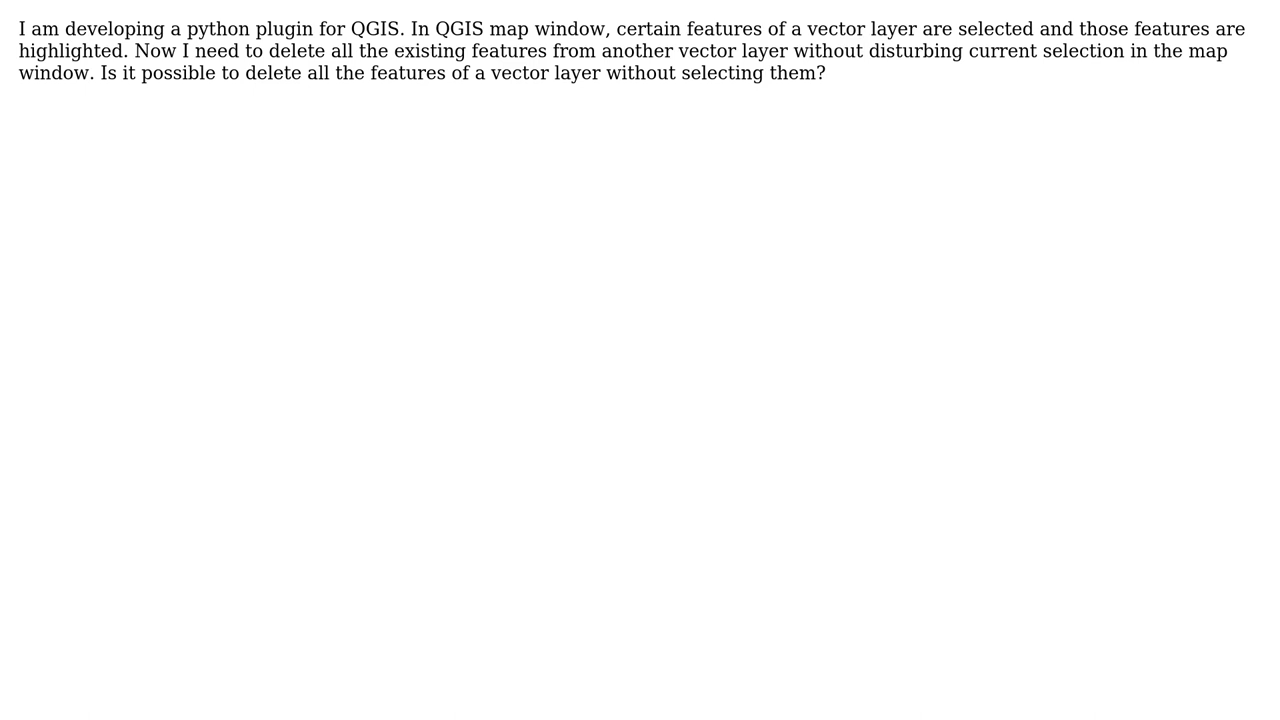 I am developing a python plugin for QGIS. In QGIS map window, certain features of a vector layer are selected and those features are
highlighted. Now I need to delete all the existing features from another vector layer without disturbing current selection in the map
window. Is it possible to delete all the features of a vector layer without selecting them?